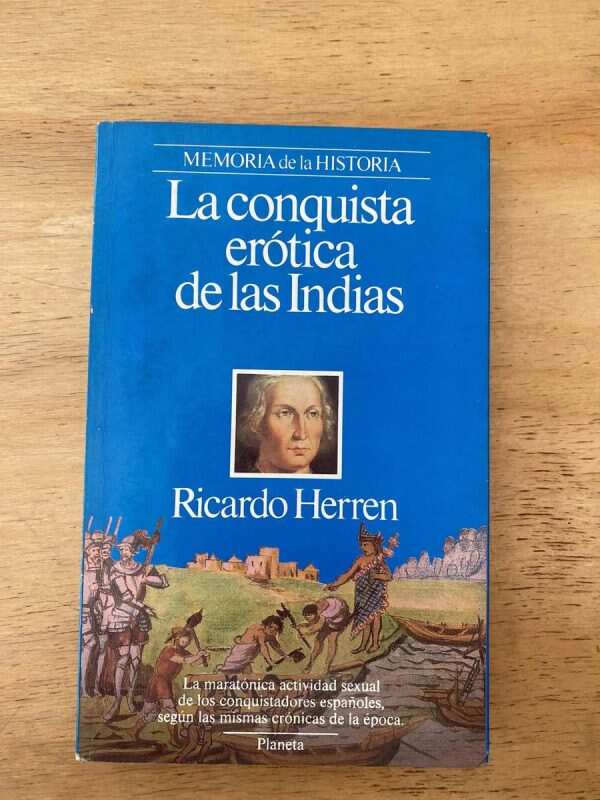 MEMORIA de la HISTORIA
La conquista
erótica
de las Indias
Ricardo Herren
La maratónica actividad sexual
de los conquistadores españoles,
según las mismas crónicas de la época.
Planeta